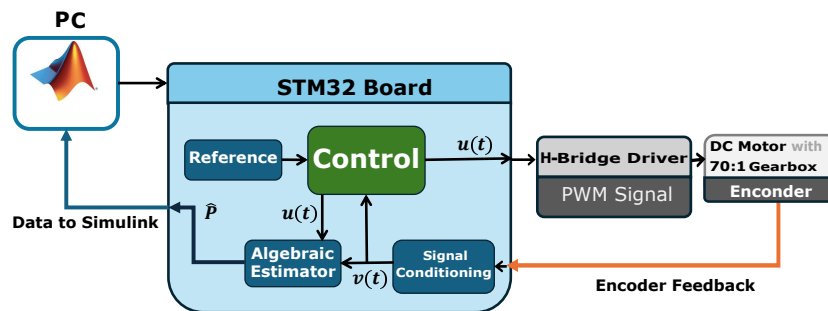 PC
STM32 Board
Reference
Control
u(t)
H-Bridge Driver
PWM Signal
DC Motor with
70:1 Gearbox
Enconder
u(t)
P̂
Data to Simulink
Algebraic
Estimator
v(t)
Signal
Conditioning
Encoder Feedback